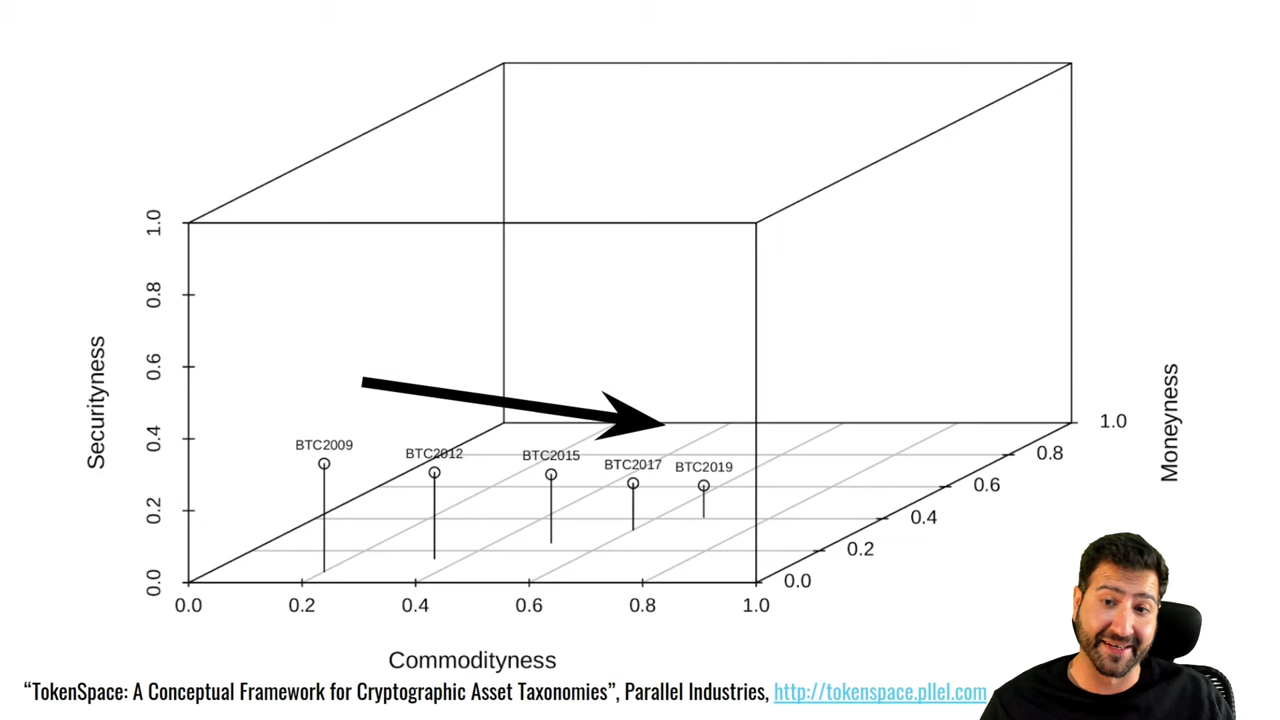 1.0
0.8
0.6
0.4
0.2
0.0
Securityness
BTC2009
BTC2012
BTC2015
BTC2017
BTC2019
1.0
0.8
0.6
0.4
0.2
0.0
Moneyness
0.0 0.2 0.4 0.6 0.8 1.0
Commodityness
“TokenSpace: A Conceptual Framework for Cryptographic Asset Taxonomies”, Parallel Industries, http://tokenspace.pllel.com